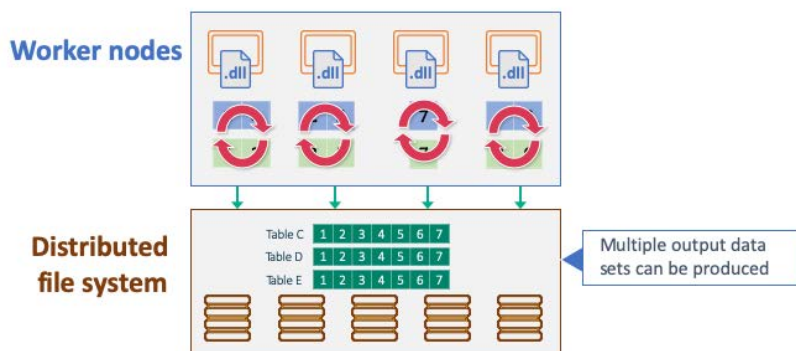 Worker nodes
.dll .dll .dll .dll
7
7
Distributed
file system
Table C 1 2 3 4 5 6 7
Table D 1 2 3 4 5 6 7
Table E 1 2 3 4 5 6 7
Multiple output data
sets can be produced